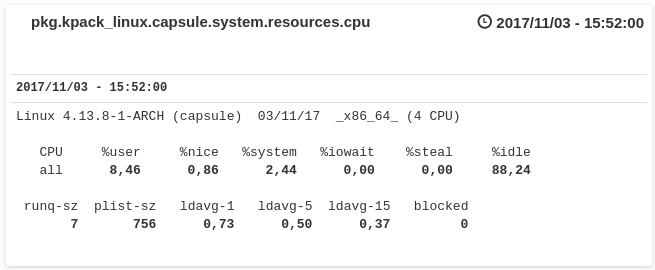 pkg.kpack_linux.capsule.system.resources.cpu 2017/11/03 - 15:52:00
2017/11/03 - 15:52:00
Linux 4.13.8-1-ARCH (capsule) 03/11/17 _x86_64_ (4 CPU)
CPU %user %nice %system %iowait %steal %idle
all 8,46 0,86 2,44 0,00 0,00 88,24
runq-sz plist-sz ldavg-1 ldavg-5 ldavg-15 blocked
7 756 0,73 0,50 0,37 0